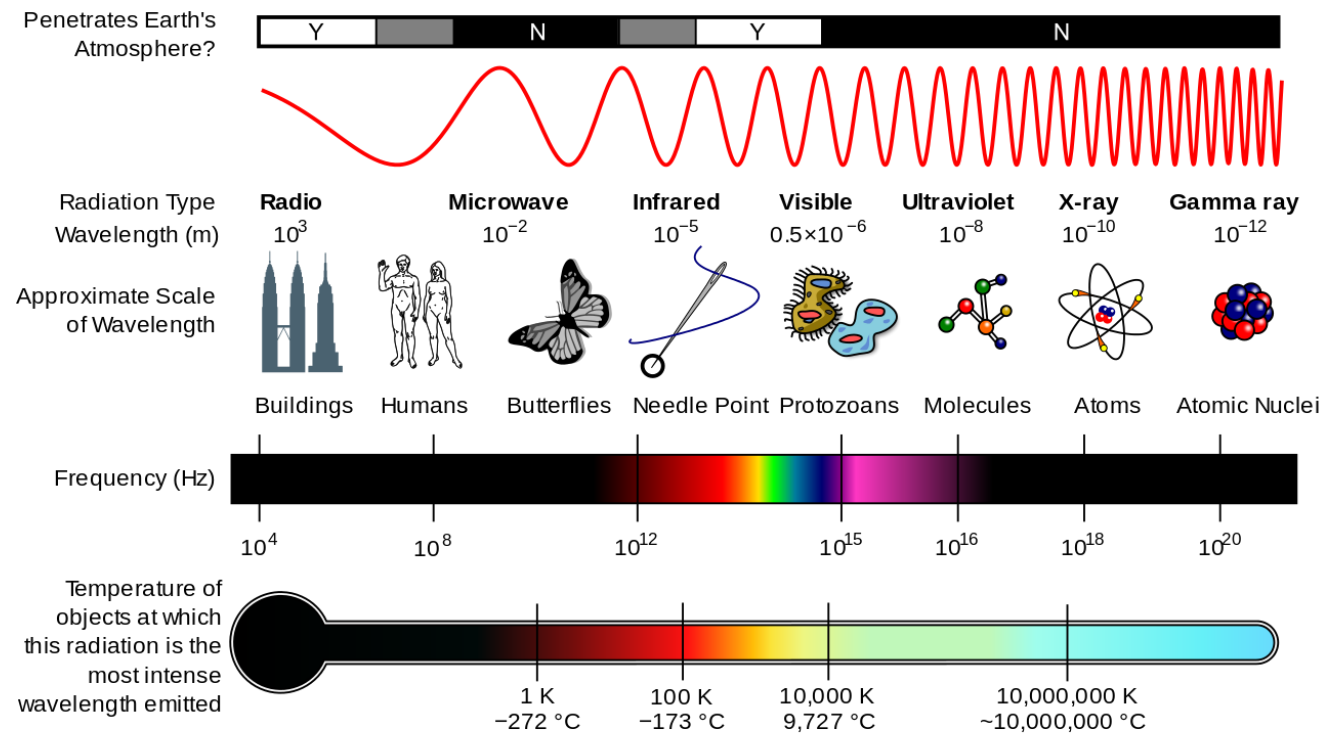 Penetrates Earth's
Atmosphere?
Y N Y N
Radiation Type
Radio Microwave Infrared Visible Ultraviolet X-ray Gamma ray
Wavelength (m)
10³ 10⁻² 10⁻⁵ 0.5×10⁻⁶ 10⁻⁸ 10⁻¹⁰ 10⁻¹²
Approximate Scale
of Wavelength
Buildings Humans Butterflies Needle Point Protozoans Molecules Atoms Atomic Nuclei
Frequency (Hz)
10⁴ 10⁸ 10¹² 10¹⁵ 10¹⁶ 10¹⁸ 10²⁰
Temperature of
objects at which
this radiation is the
most intense
wavelength emitted
1 K 100 K 10,000 K 10,000,000 K
−272 °C −173 °C 9,727 °C ~10,000,000 °C